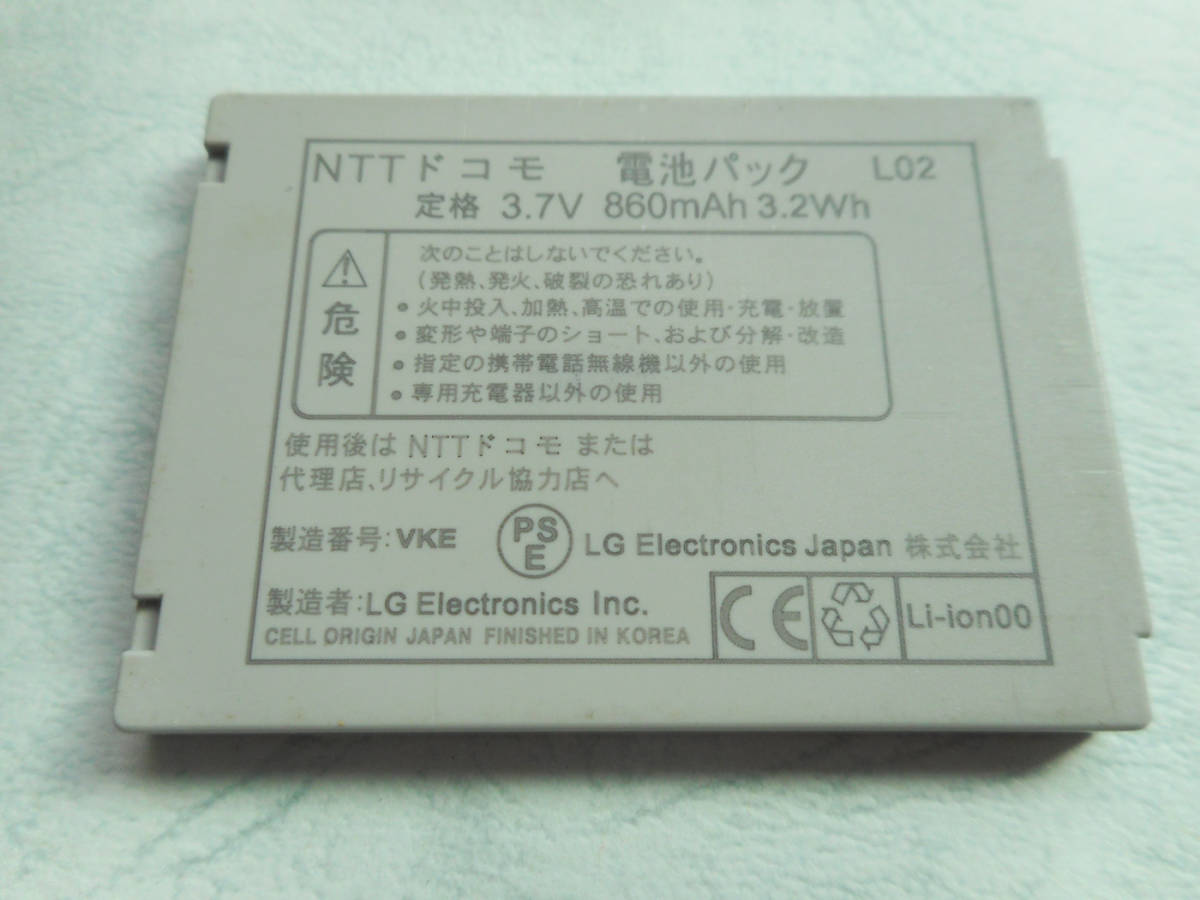 NTTドコモ 電池パック L02
定格 3.7V 860mAh 3.2Wh
危険
次のことはしないでください。
(発熱、発火、破裂の恐れあり)
・火中投入、加熱、高温での使用・充電・放置
・変形や端子のショート、および分解・改造
・指定の携帯電話無線機以外の使用
・専用充電器以外の使用
使用後は NTTドコモ または
代理店、リサイクル協力店へ
製造番号:VKE PSE LG Electronics Japan 株式会社
製造者:LG Electronics Inc.
CELL ORIGIN JAPAN FINISHED IN KOREA
CE Li-ion00